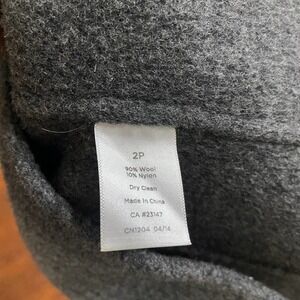 2P
90% Wool
10% Nylon
Dry Clean
Made in China
CA #23147
CN1204 04/14